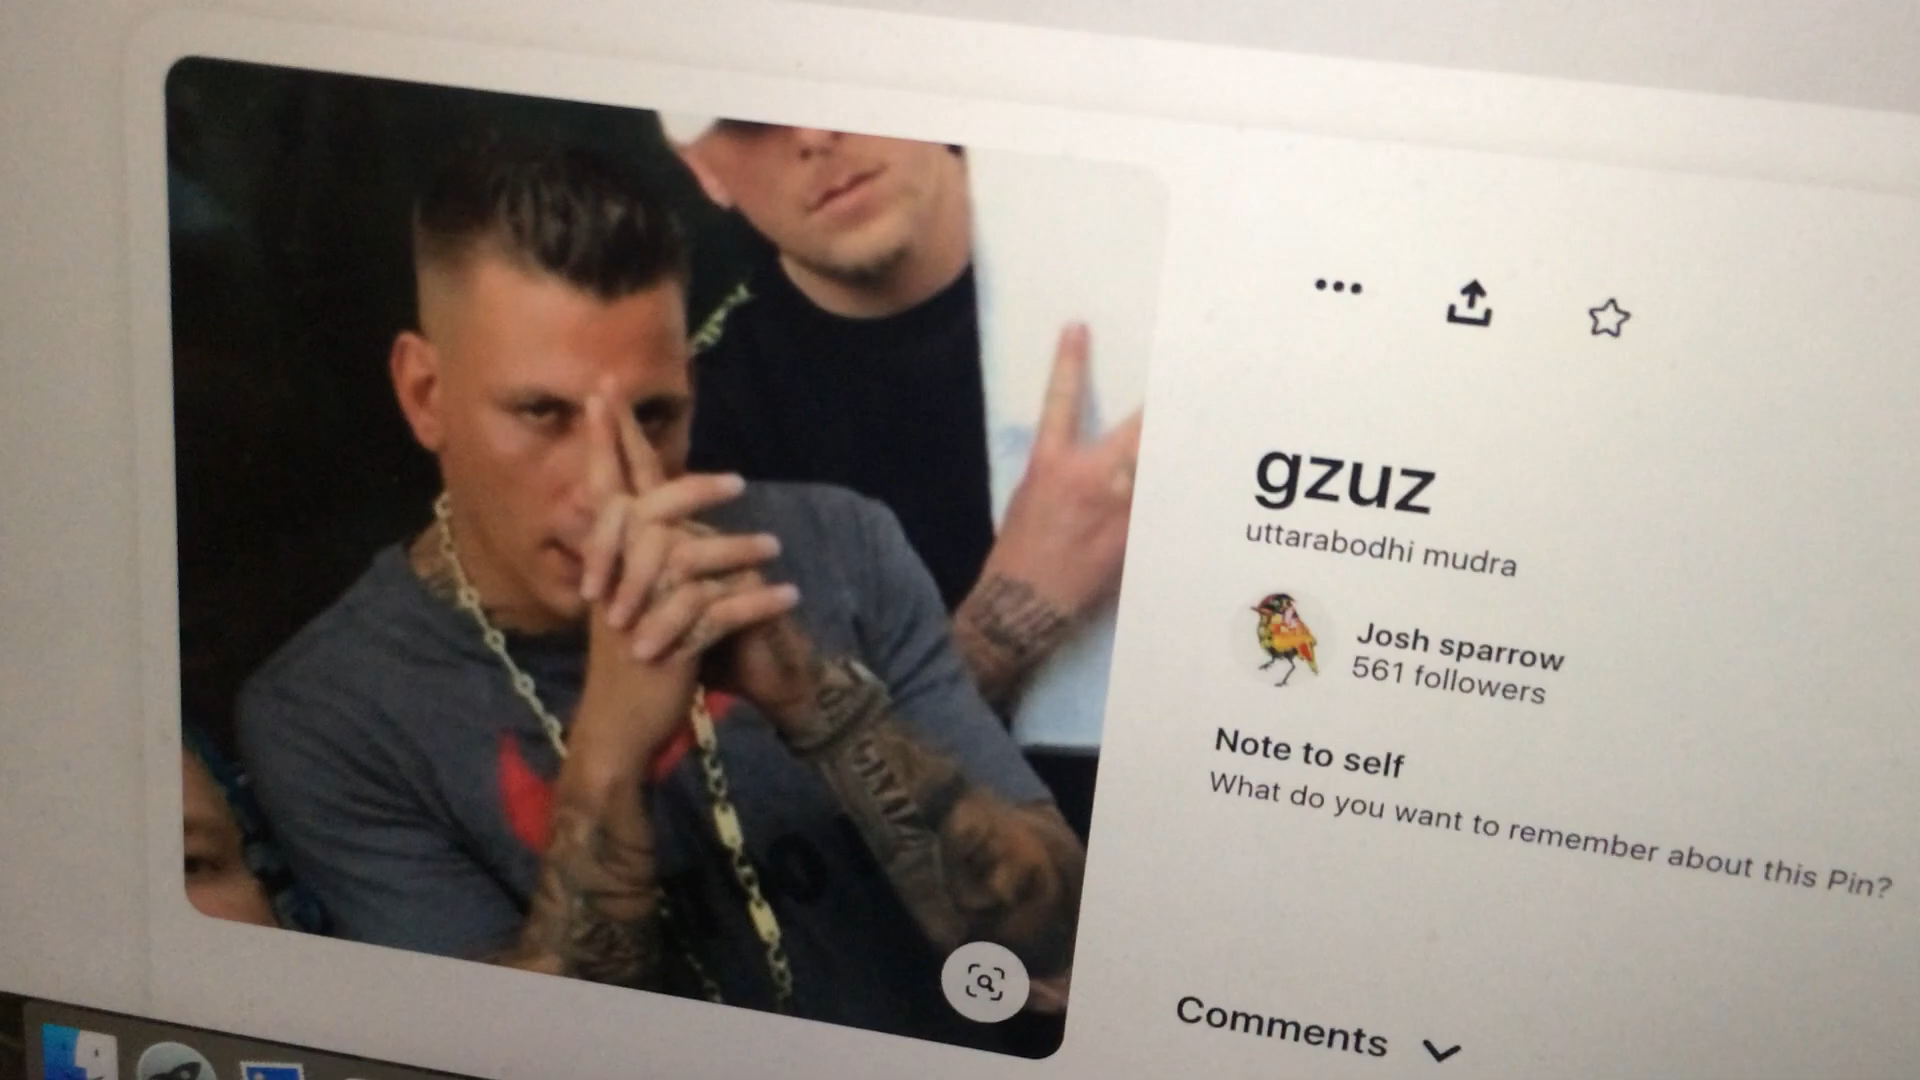 gzuz
uttarabodhi mudra
Josh sparrow
561 followers
Note to self
What do you want to remember about this Pin?
Comments